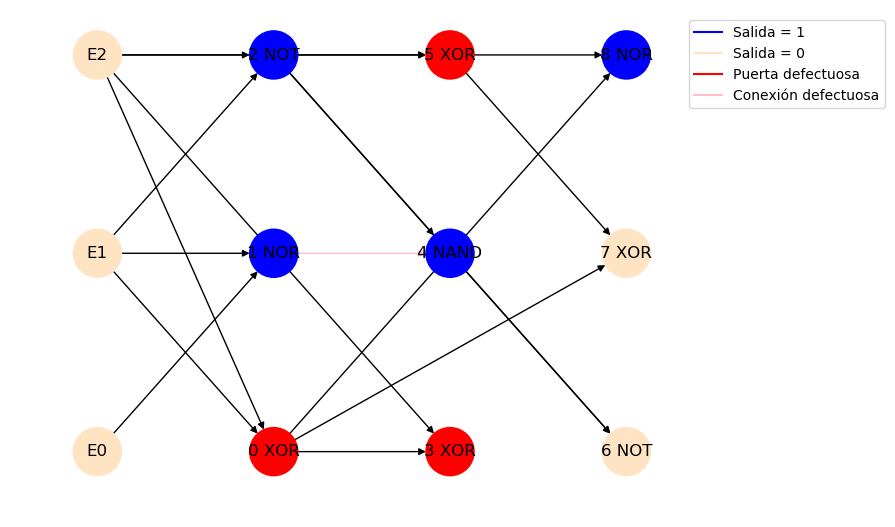 E2
2 NOT
5 XOR
8 NOR
Salida = 1
Salida = 0
Puerta defectuosa
Conexión defectuosa
E1
1 NOR
4 NAND
7 XOR
E0
0 XOR
3 XOR
6 NOT